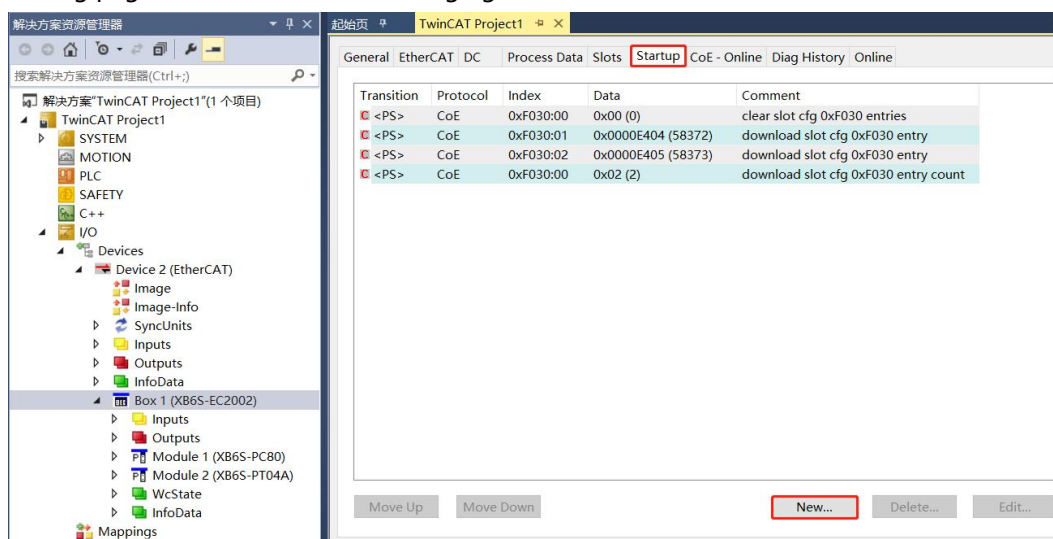 解决方案资源管理器
搜索解决方案资源管理器(Ctrl+;)
解决方案"TwinCAT Project1"(1 个项目)
TwinCAT Project1
SYSTEM
MOTION
PLC
SAFETY
C++
I/O
Devices
Device 2 (EtherCAT)
Image
Image-Info
SyncUnits
Inputs
Outputs
InfoData
Box 1 (XB6S-EC2002)
Inputs
Outputs
Module 1 (XB6S-PC80)
Module 2 (XB6S-PT04A)
WcState
InfoData
Mappings
起始页 TwinCAT Project1
General EtherCAT DC Process Data Slots Startup CoE - Online Diag History Online
Transition Protocol Index Data Comment
C <PS> CoE 0xF030:00 0x00 (0) clear slot cfg 0xF030 entries
C <PS> CoE 0xF030:01 0x0000E404 (58372) download slot cfg 0xF030 entry
C <PS> CoE 0xF030:02 0x0000E405 (58373) download slot cfg 0xF030 entry
C <PS> CoE 0xF030:00 0x02 (2) download slot cfg 0xF030 entry count
Move Up Move Down New... Delete... Edit...